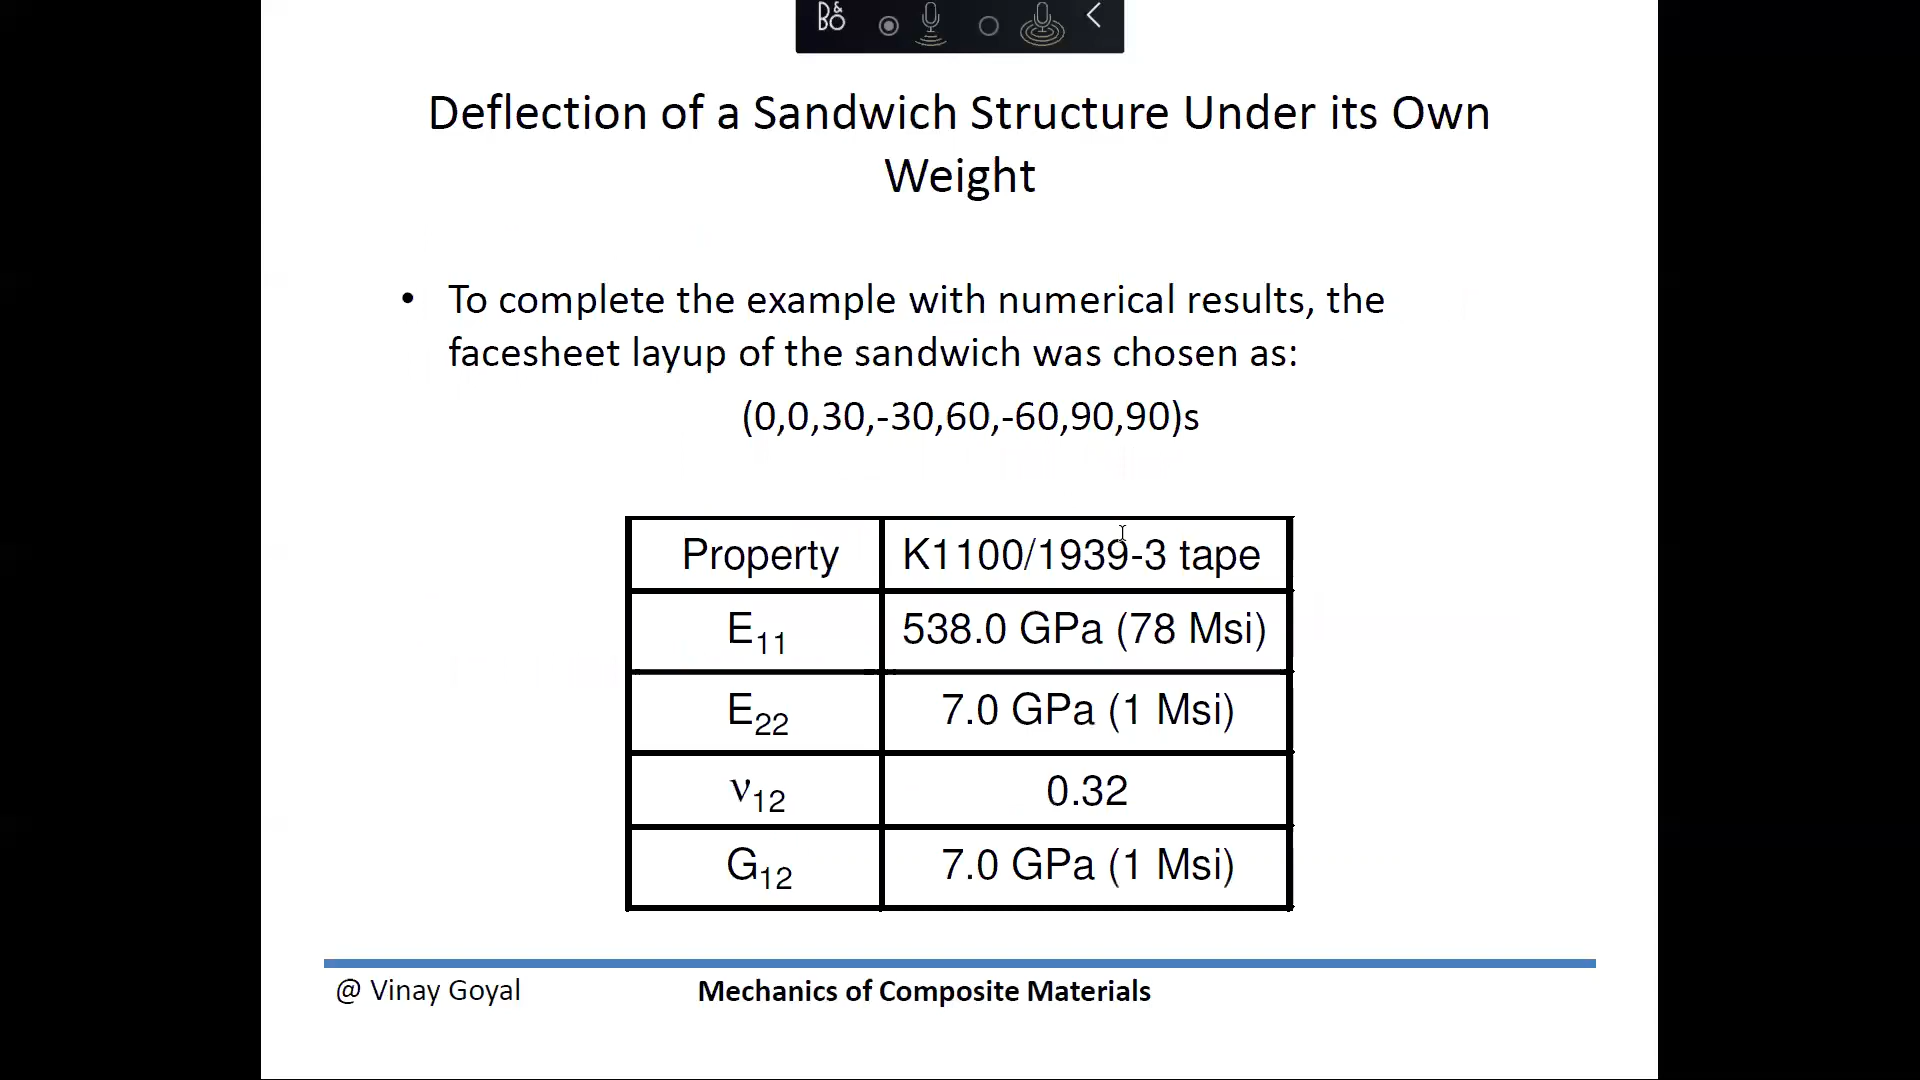 B&O
Deflection of a Sandwich Structure Under its Own
Weight
• To complete the example with numerical results, the
facesheet layup of the sandwich was chosen as:
(0,0,30,-30,60,-60,90,90)s
Property K1100/1939-3 tape
E11 538.0 GPa (78 Msi)
E22 7.0 GPa (1 Msi)
ν12 0.32
G12 7.0 GPa (1 Msi)
@ Vinay Goyal Mechanics of Composite Materials